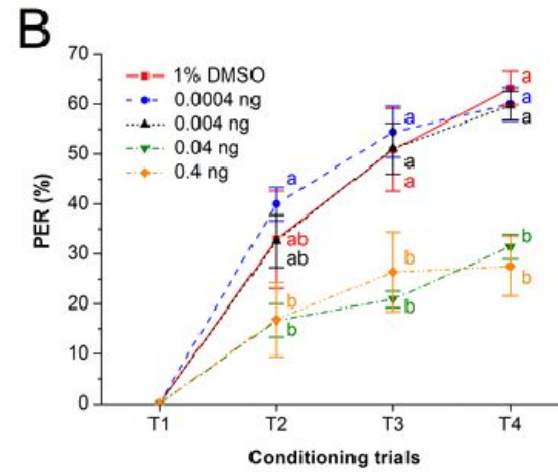 B
70
60
50
40
30
20
10
0
PER (%)
1% DMSO
0.0004 ng
0.004 ng
0.04 ng
0.4 ng
a
ab
ab
b
b
a
a
a
b
b
a
a
a
b
b
T1 T2 T3 T4
Conditioning trials